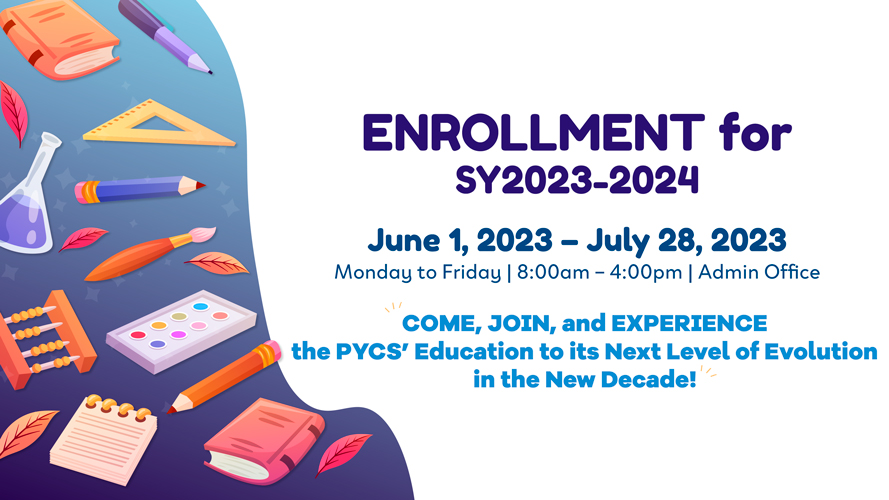 ENROLLMENT for
SY2023-2024
June 1, 2023 – July 28, 2023
Monday to Friday | 8:00am – 4:00pm | Admin Office
COME, JOIN, and EXPERIENCE
the PYCS’ Education to its Next Level of Evolution
in the New Decade!